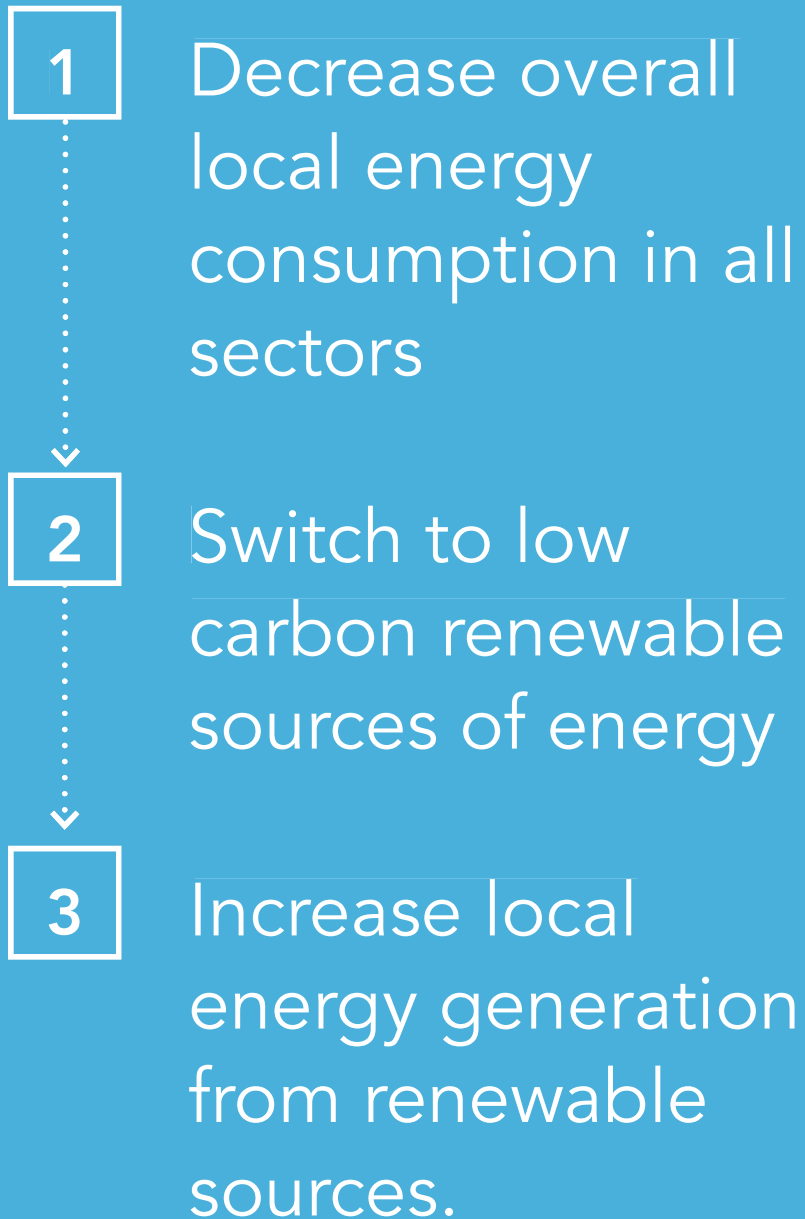 1
Decrease overall
local energy
consumption in all
sectors
2
Switch to low
carbon renewable
sources of energy
3
Increase local
energy generation
from renewable
sources.